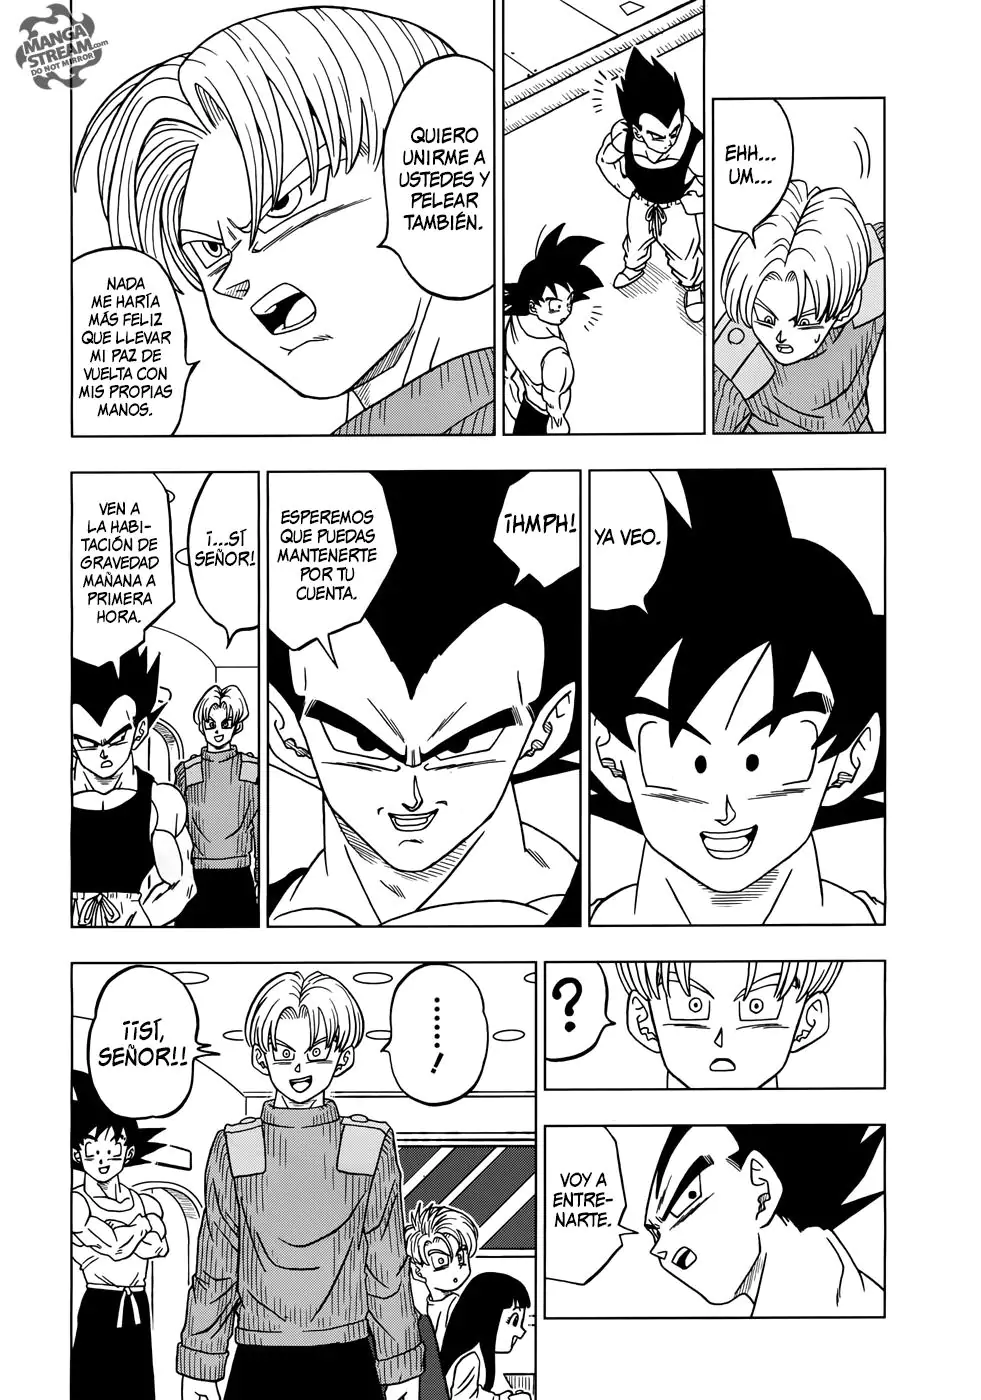 MANGA
STREAM.com
DO NOT MIRROR
EHH...
UM...
QUIERO
UNIRME A
USTEDES Y
PELEAR
TAMBIÉN.
NADA
ME HARÍA
MÁS FELIZ
QUE LLEVAR
MI PAZ DE
VUELTA CON
MIS PROPIAS
MANOS.
YA VEO.
¡HMPH!
ESPEREMOS
QUE PUEDAS
MANTENERTE
POR TU
CUENTA.
¡...SÍ
SEÑOR!
VEN A
LA HABI-
TACIÓN DE
GRAVEDAD
MAÑANA A
PRIMERA
HORA.
?
VOY A
ENTRE-
NARTE.
......!
¡¡SÍ,
SEÑOR!!